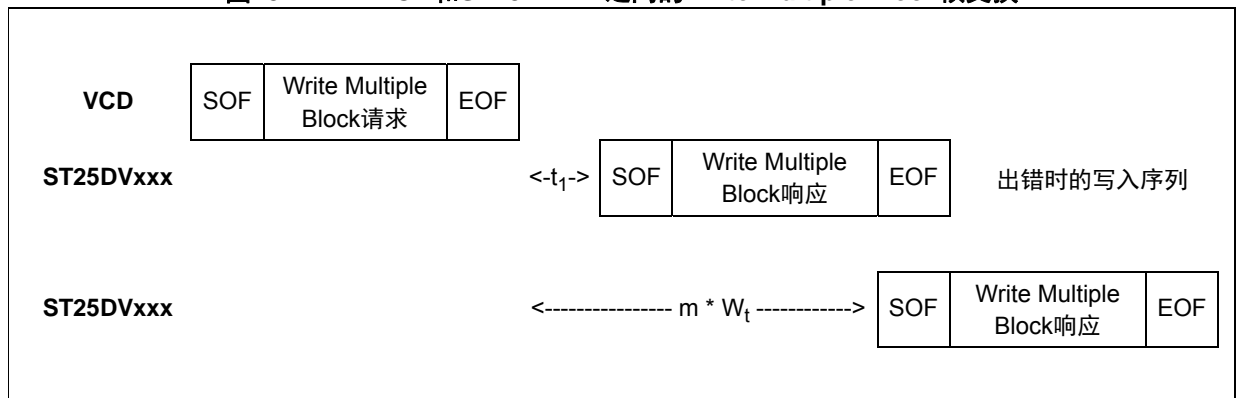 VCD
SOF
Write Multiple
Block请求
EOF
ST25DVxxx
<-t1->
SOF
Write Multiple
Block响应
EOF
出错时的写入序列
ST25DVxxx
<---------------- m * Wt ------------>
SOF
Write Multiple
Block响应
EOF